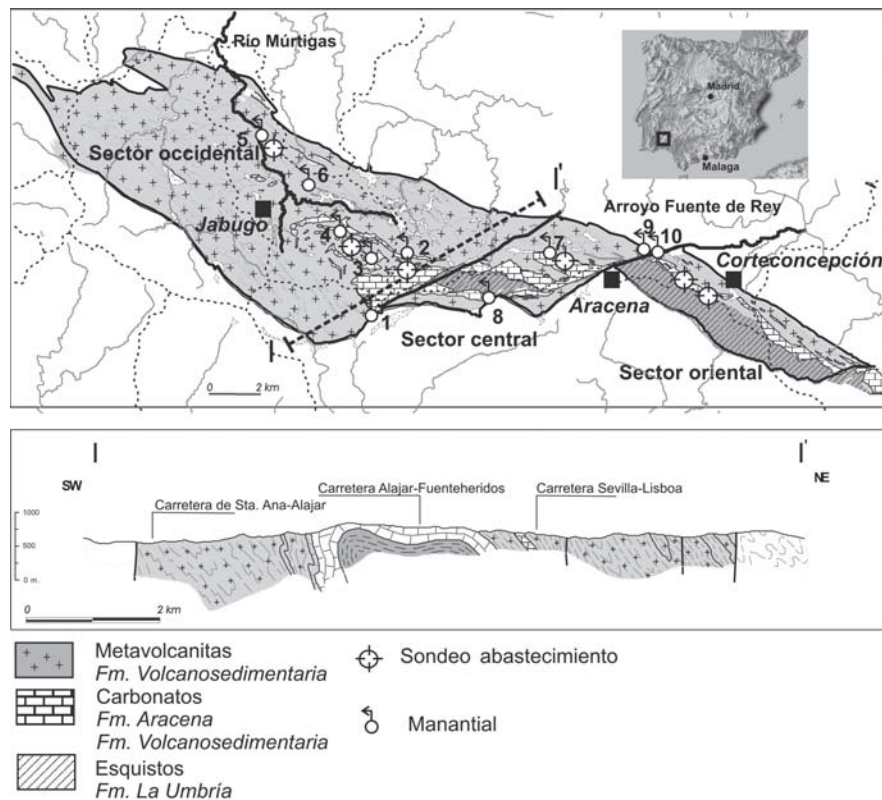 Río Múrtigas
Madrid
Malaga
5
Sector occidental
6
I'
Arroyo Fuente de Rey
Jabugo
4
2
9
10
3
7
Corteconcepción
Aracena
I
1
8
Sector central
Sector oriental
0 2 km
I
I'
SW
NE
Carretera de Sta. Ana-Alajar
Carretera Alajar-Fuenteheridos
Carretera Sevilla-Lisboa
1000
500
0 m.
0 2 km
Metavolcanitas
Fm. Volcanosedimentaria
Sondeo abastecimiento
Carbonatos
Fm. Aracena
Fm. Volcanosedimentaria
Manantial
Esquistos
Fm. La Umbría